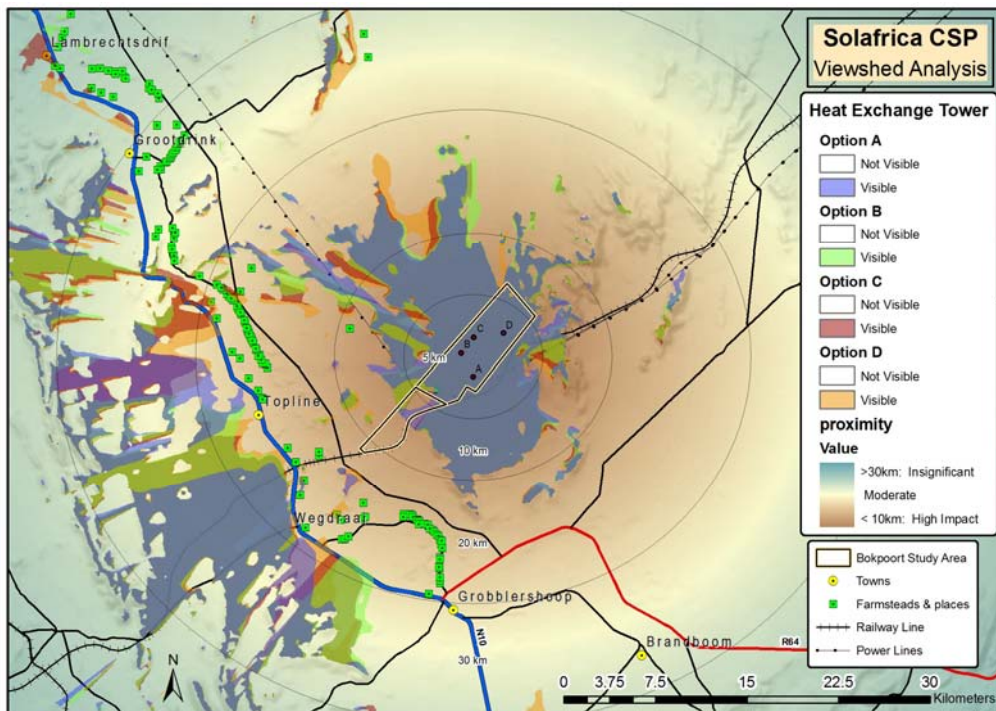 Solafrica CSP
Viewshed Analysis
Heat Exchange Tower
Option A
Not Visible
Visible
Option B
Not Visible
Visible
Option C
Not Visible
Visible
Option D
Not Visible
Visible
proximity
Value
>30km: Insignificant
Moderate
< 10km: High Impact
Bokpoort Study Area
Towns
Farmsteads & places
Railway Line
Power Lines
Lambrechtsdrif
Grootdrink
C
D
B
5 km
A
Topline
10 km
Wegdraai
20 km
Grobblershoop
N10
Brandboom
R64
30 km
N
0 3.75 7.5 15 22.5 30
Kilometers